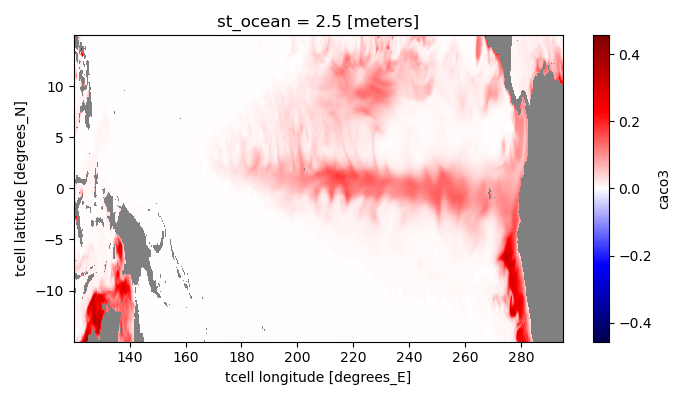 st_ocean = 2.5 [meters]
10
5
0
−5
−10
tcell latitude [degrees_N]
140 160 180 200 220 240 260 280
tcell longitude [degrees_E]
0.4
0.2
0.0
−0.2
−0.4
caco3